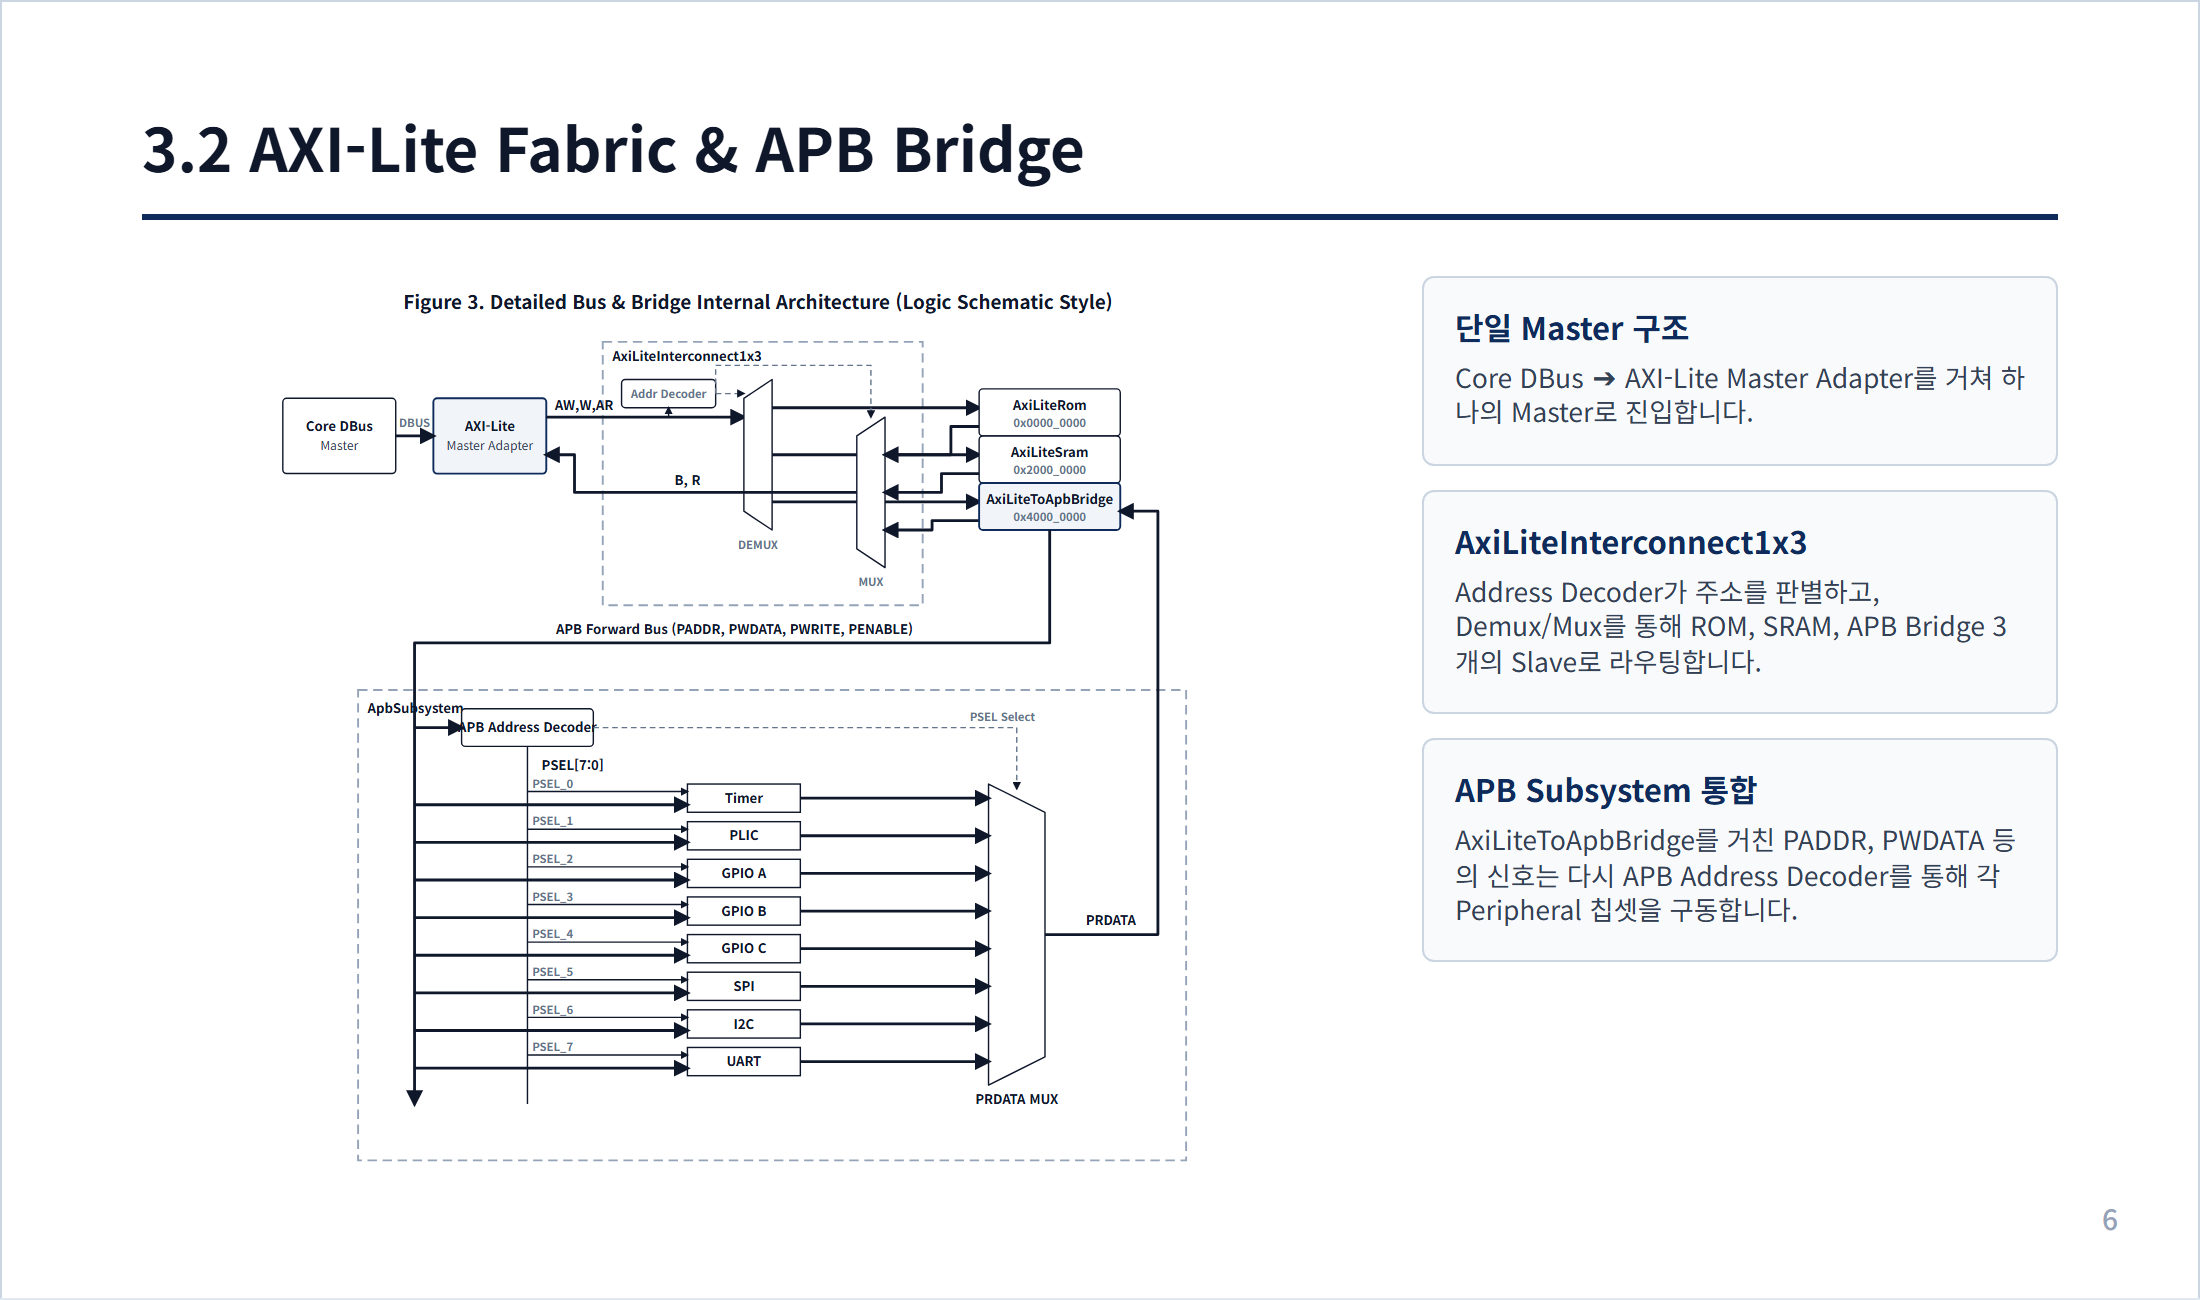 3.2 AXI-Lite Fabric & APB Bridge
Figure 3. Detailed Bus & Bridge Internal Architecture (Logic Schematic Style)
AxiLiteInterconnect1x3
Addr Decoder
AW,W,AR
Core DBus
Master
DBUS
AXI-Lite
Master Adapter
B, R
DEMUX
MUX
AxiLiteRom
0x0000_0000
AxiLiteSram
0x2000_0000
AxiLiteToApbBridge
0x4000_0000
APB Forward Bus (PADDR, PWDATA, PWRITE, PENABLE)
ApbSubsystem
APB Address Decoder
PSEL Select
PSEL[7:0]
PSEL_0
Timer
PSEL_1
PLIC
PSEL_2
GPIO A
PSEL_3
GPIO B
PSEL_4
GPIO C
PSEL_5
SPI
PSEL_6
I2C
PSEL_7
UART
PRDATA
PRDATA MUX
단일 Master 구조
Core DBus ➔ AXI-Lite Master Adapter를 거쳐 하
나의 Master로 진입합니다.
AxiLiteInterconnect1x3
Address Decoder가 주소를 판별하고,
Demux/Mux를 통해 ROM, SRAM, APB Bridge 3
개의 Slave로 라우팅합니다.
APB Subsystem 통합
AxiLiteToApbBridge를 거친 PADDR, PWDATA 등
의 신호는 다시 APB Address Decoder를 통해 각
Peripheral 칩셋을 구동합니다.
6